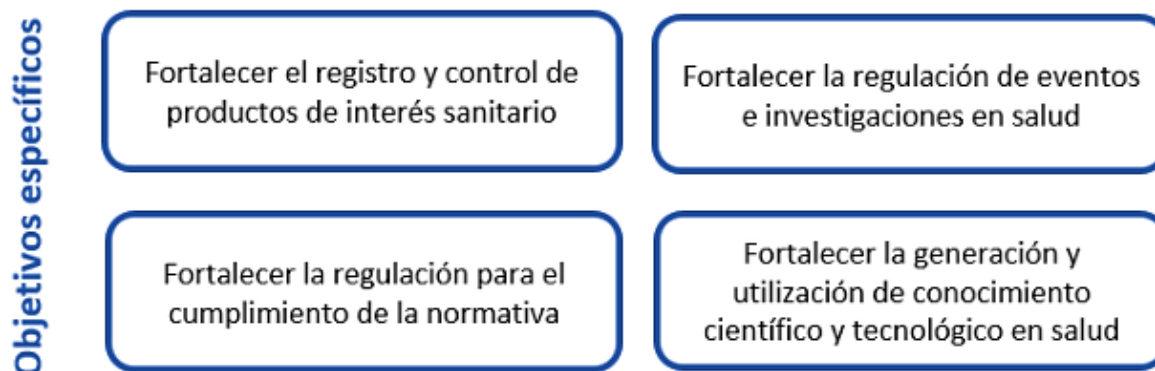 Objetivos específicos
Fortalecer el registro y control de
productos de interés sanitario
Fortalecer la regulación de eventos
e investigaciones en salud
Fortalecer la regulación para el
cumplimiento de la normativa
Fortalecer la generación y
utilización de conocimiento
científico y tecnológico en salud